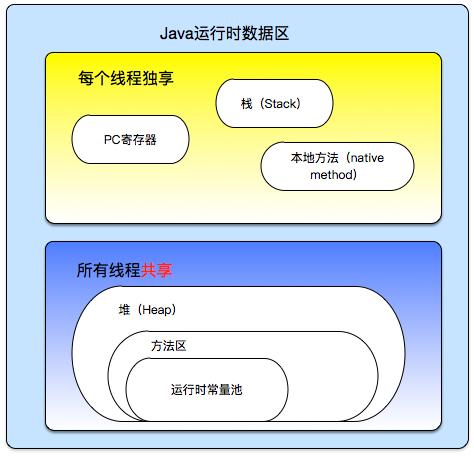 Java运行时数据区
每个线程独享
栈（Stack）
PC寄存器
本地方法（native
method）
所有线程共享
堆（Heap）
方法区
运行时常量池